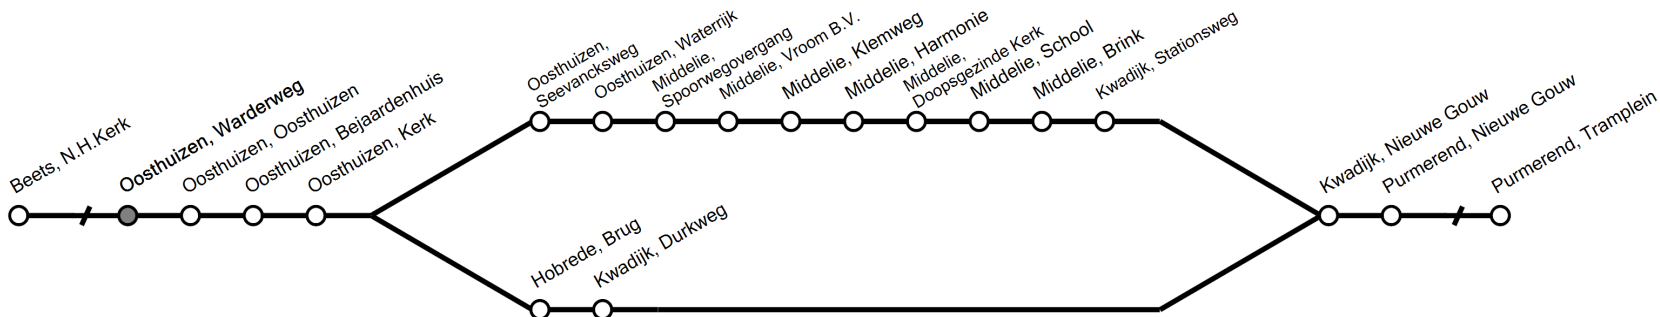 Beets, N.H.Kerk
Oosthuizen, Warderweg
Oosthuizen, Oosthuizen
Oosthuizen, Bejaardenhuis
Oosthuizen, Kerk
Oosthuizen,
Seevancksweg
Oosthuizen, Waterrijk
Middelie,
Spoorwegovergang
Middelie, Vroom B.V.
Middelie, Klemweg
Middelie, Harmonie
Middelie,
Doopsgezinde Kerk
Middelie, School
Middelie, Brink
Kwadijk, Stationsweg
Hobrede, Brug
Kwadijk, Durkweg
Kwadijk, Nieuwe Gouw
Purmerend, Nieuwe Gouw
Purmerend, Tramplein